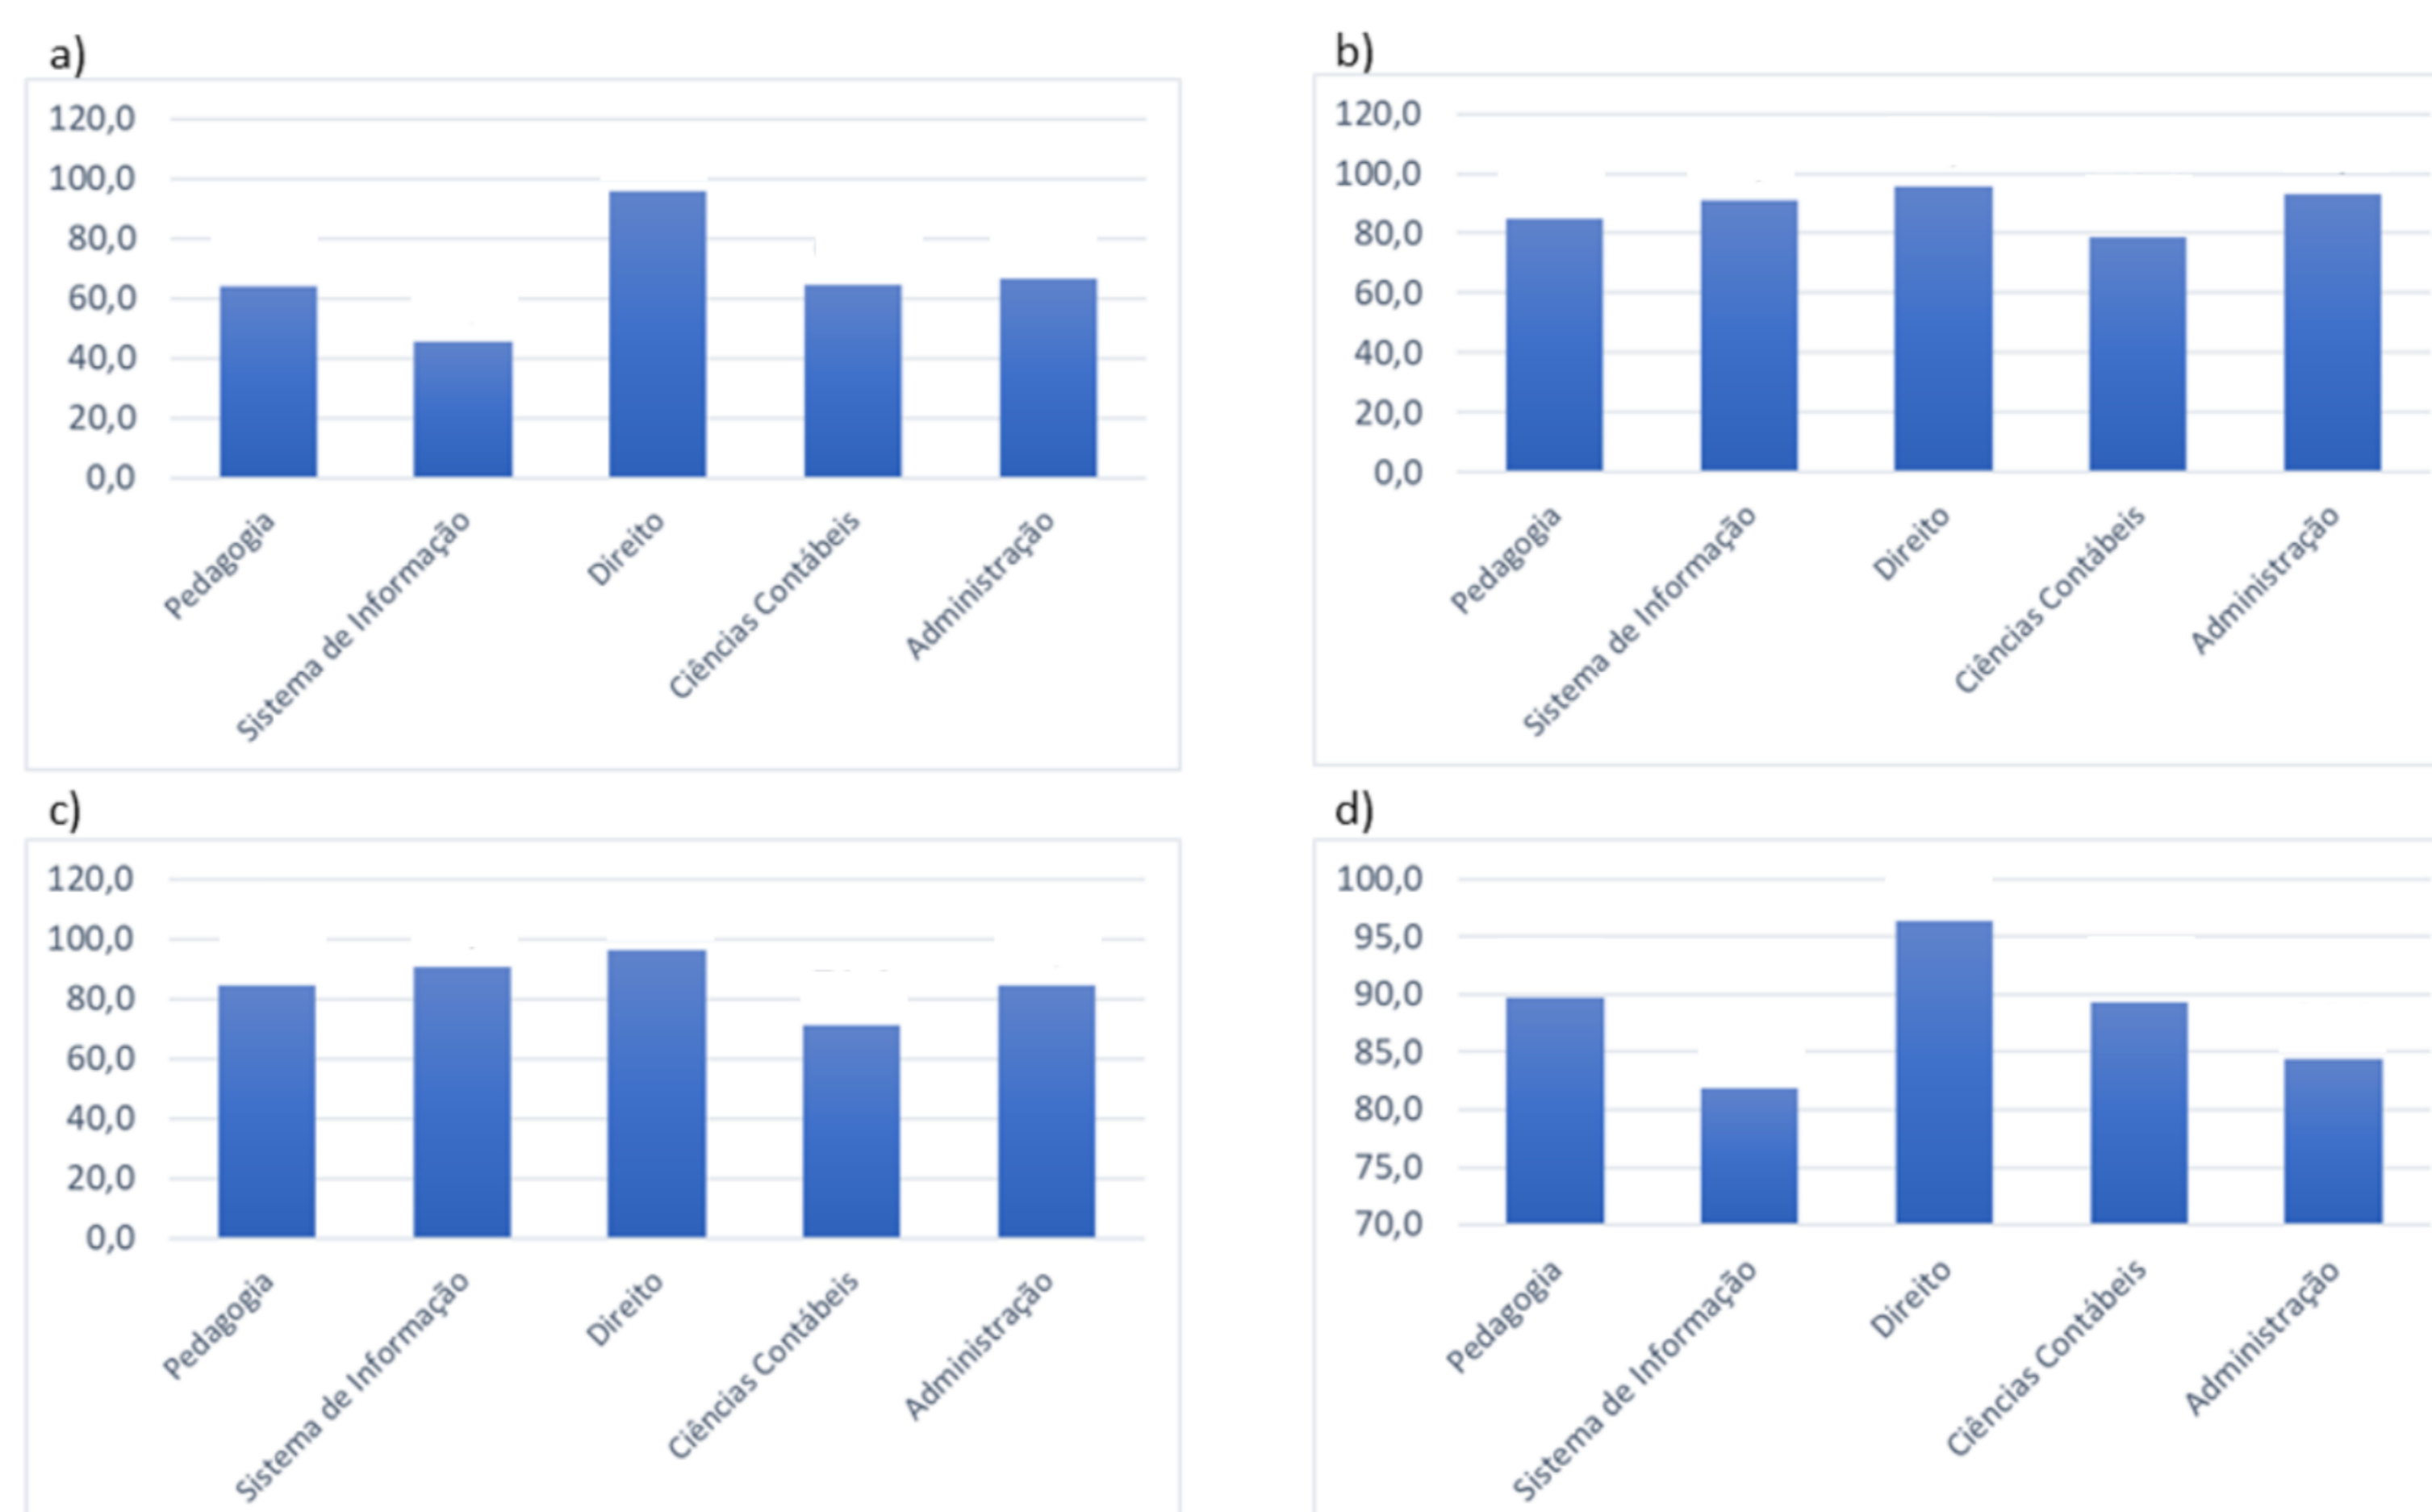 a)
120,0
100,0
80,0
60,0
40,0
20,0
0,0
Pedagogia
Sistema de Informação
Direito
Ciências Contábeis
Administração
b)
120,0
100,0
80,0
60,0
40,0
20,0
0,0
Pedagogia
Sistema de Informação
Direito
Ciências Contábeis
Administração
c)
120,0
100,0
80,0
60,0
40,0
20,0
0,0
Pedagogia
Sistema de Informação
Direito
Ciências Contábeis
Administração
d)
100,0
95,0
90,0
85,0
80,0
75,0
70,0
Pedagogia
Sistema de Informação
Direito
Ciências Contábeis
Administração